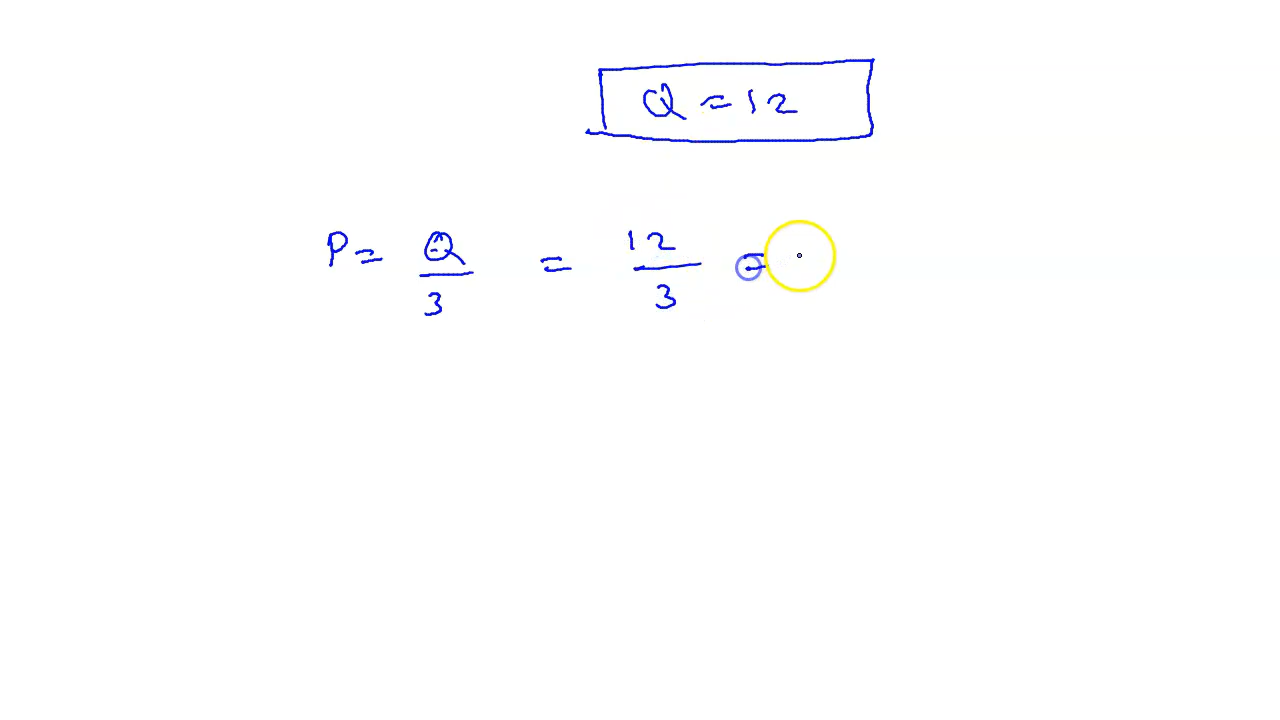 Q = 12
P = Q/3 = 12/3 =